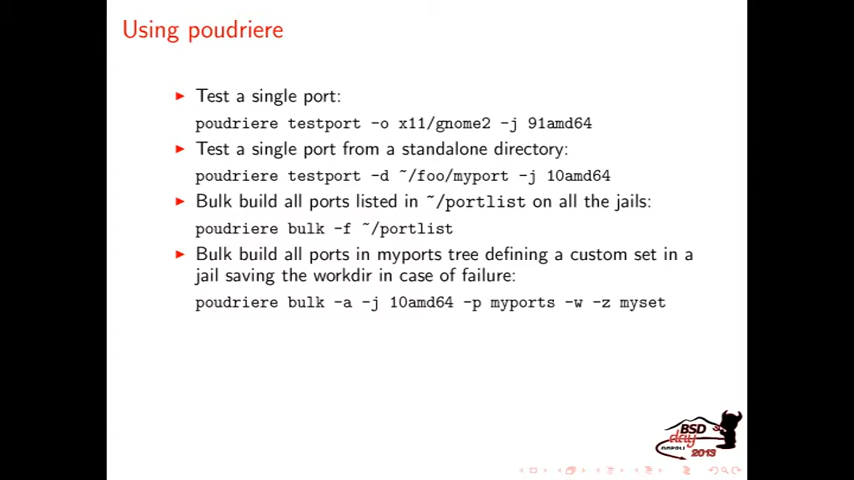 Using poudriere
Test a single port:
poudriere testport -o x11/gnome2 -j 91amd64
Test a single port from a standalone directory:
poudriere testport -d ~/foo/myport -j 10amd64
Bulk build all ports listed in ~/portlist on all the jails:
poudriere bulk -f ~/portlist
Bulk build all ports in myports tree defining a custom set in a
jail saving the workdir in case of failure:
poudriere bulk -a -j 10amd64 -p myports -w -z myset
BSD
day
NAPOLI
2013